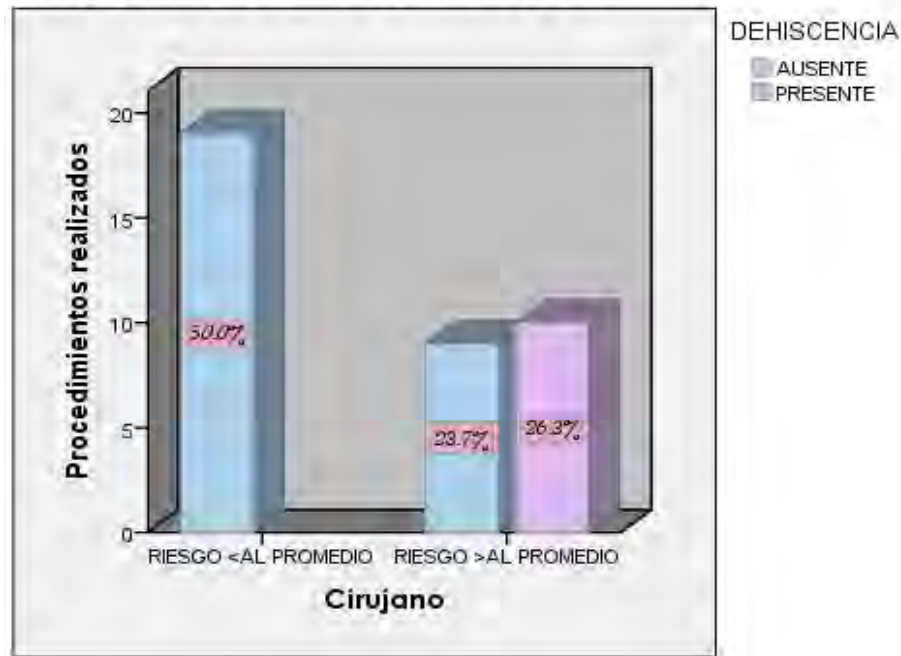 DEHISCENCIA
AUSENTE
PRESENTE
Procedimientos realizados
20
15
10
5
0
50.0%
23.7%
26.3%
RIESGO <AL PROMEDIO
RIESGO >AL PROMEDIO
Cirujano